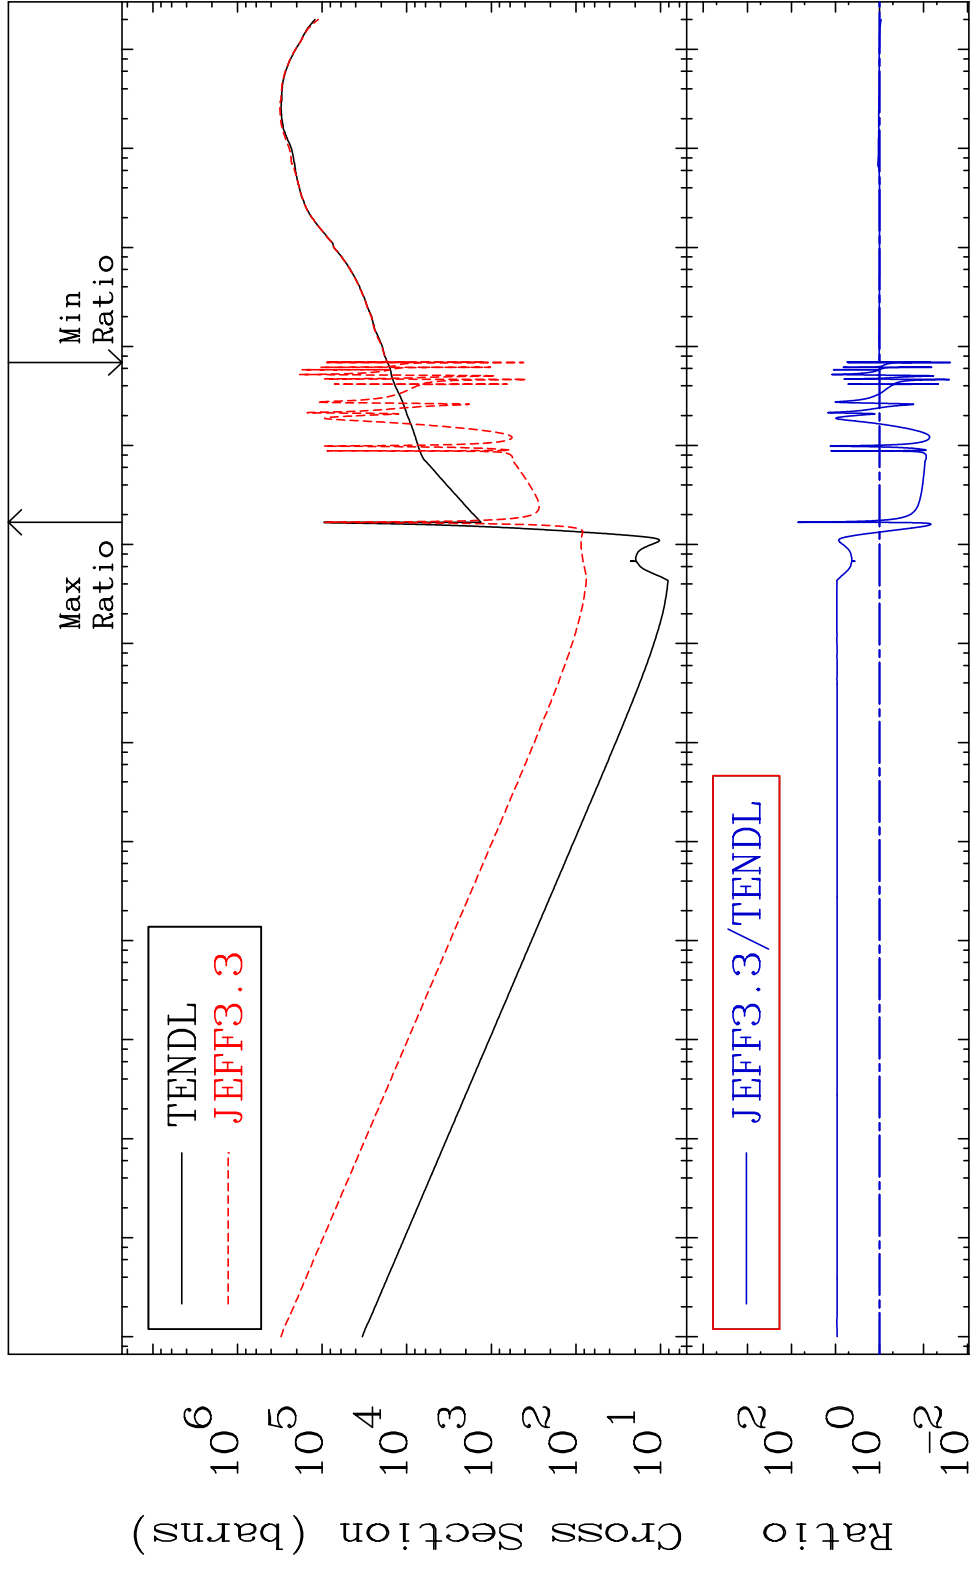 Max
Ratio
Min
Ratio
Cross Section (barns)
10 6
10 5
10 4
10 3
10 2
10 1
TENDL
JEFF3.3
Ratio
10 2
10 0
10 -2
JEFF3.3/TENDL